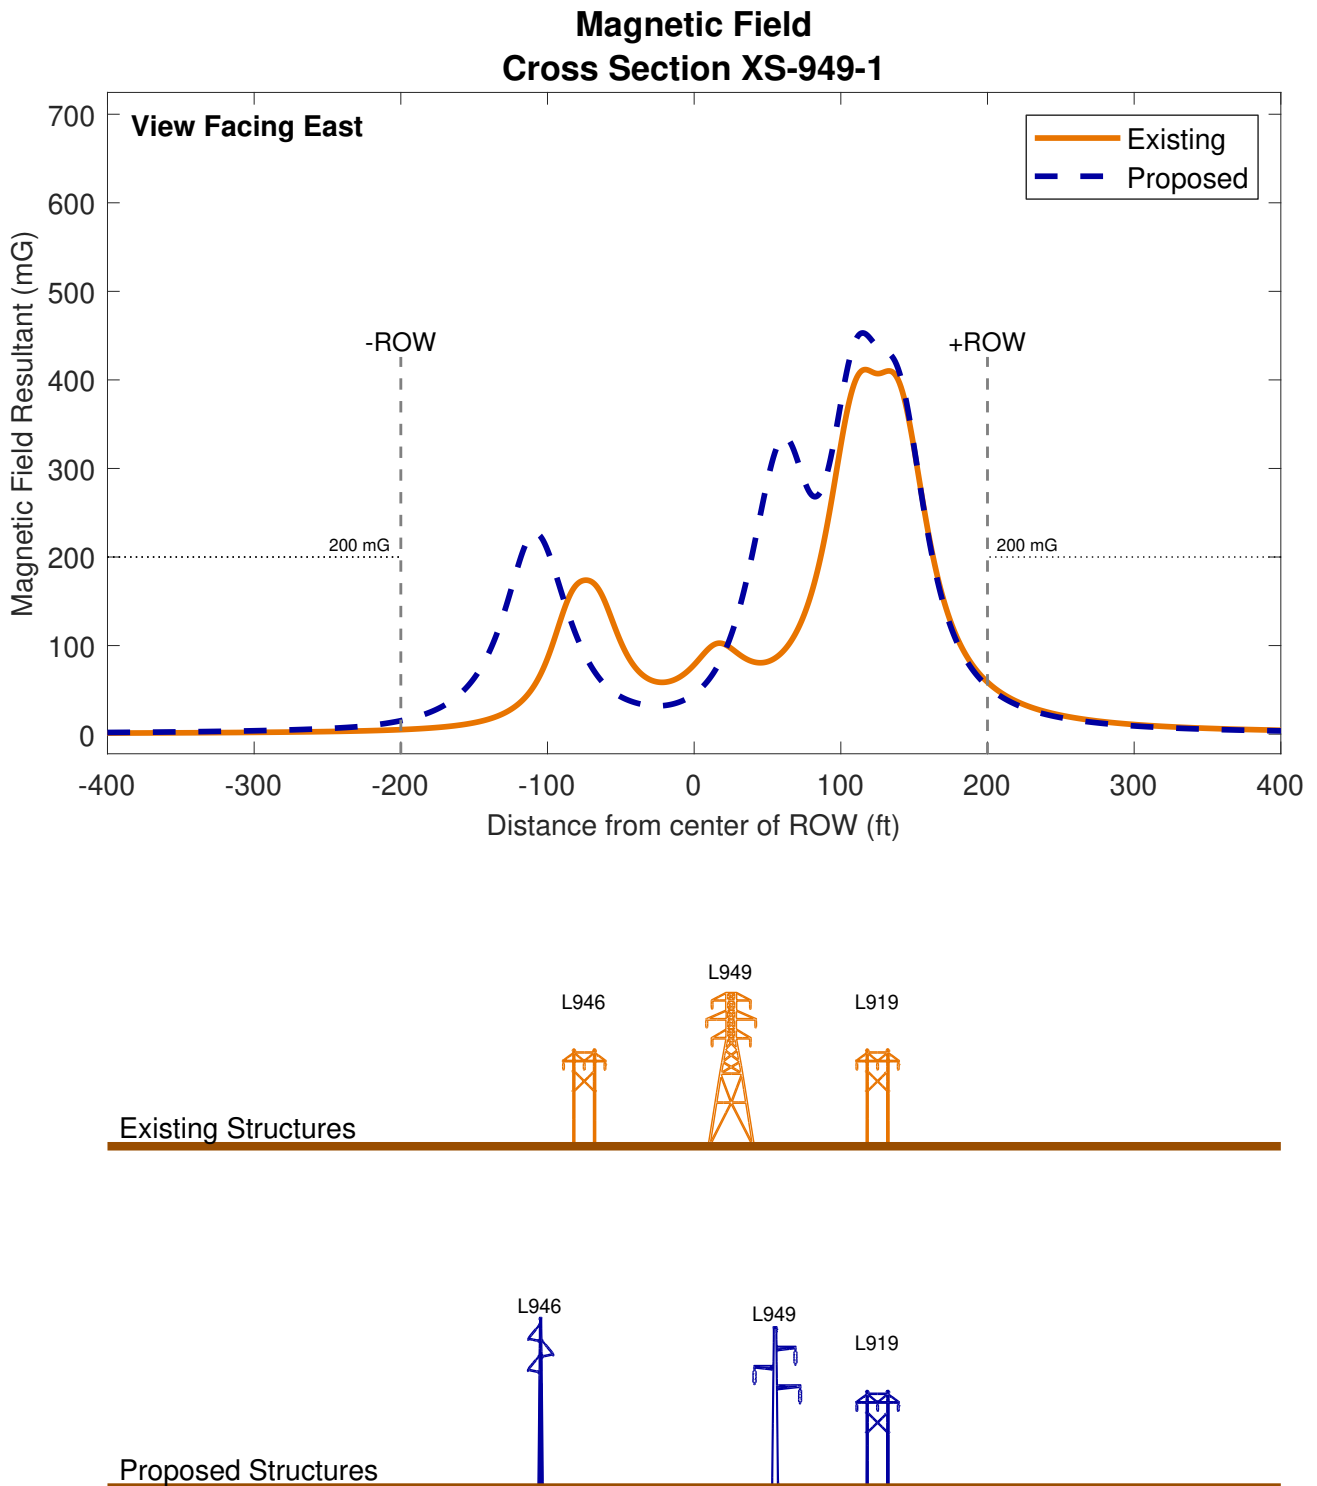 Magnetic Field
Cross Section XS-949-1
View Facing East
Existing
Proposed
700
600
500
400
300
200
100
0
Magnetic Field Resultant (mG)
-ROW
+ROW
200 mG
200 mG
-400
-300
-200
-100
0
100
200
300
400
Distance from center of ROW (ft)
L949
L946
L919
Existing Structures
L946
L949
L919
Proposed Structures